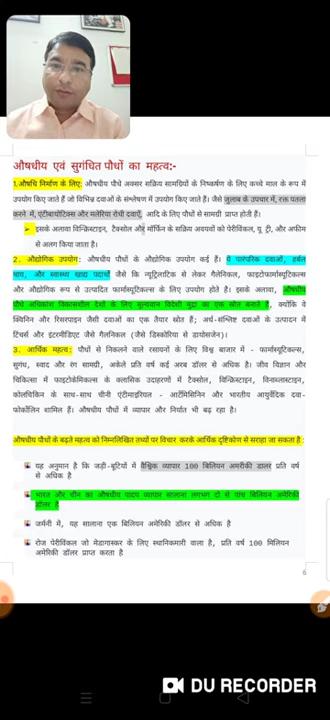 औषधीय एवं सुगंधित पौधों का महत्व:-
1.औषधि निर्माण के लिए: औषधीय पौधे अक्सर सक्रिय सामग्रियों के निष्कर्षण के लिए कच्चे माल के रूप में
उपयोग किए जाते हैं जो विभिन्न दवाओं के संश्लेषण में उपयोग किए जाते हैं। जैसे जुलाब के उपचार में, रक्त पतला
करने में, एंटीबायोटिक्स और मलेरिया रोधी दवाएँ, आदि के लिए पौधों से सामग्री प्राप्त होती हैं।
इसके अलावा विन्क्रिस्टाइन, टैक्सोल और मॉर्फिन के सक्रिय अवयवों को पेरीविंकल, यू ट्री, और अफीम
से अलग किया जाता है।
2. औद्योगिक उपयोग: औषधीय पौधों के औद्योगिक उपयोग कई हैं। ये पारंपरिक दवाओं, हर्बल
चाय, और स्वास्थ्य खाद्य पदार्थों जैसे कि न्यूट्रिलाटिक से लेकर गैलेनिकल, फाइटोफार्मास्यूटिकल्स
और औद्योगिक रूप से उत्पादित फार्मास्यूटिकल्स के लिए उपयोग होते हैं। इसके अलावा, औषधीय
पौधे अधिकांश विकासशील देशों के लिए मूल्यवान विदेशी मुद्रा का एक स्रोत बनाते हैं, क्योंकि वे
क्विनिन और रिसरपाइन जैसी दवाओं का एक तैयार स्रोत हैं; अर्ध-संश्लिष्ट दवाओं के उत्पादन में
टिंचर्स और इंटरमीडिएट जैसे गैलनिकल (जैसे डिस्कोरिया से डायोसजेन)।
3. आर्थिक महत्व: पौधों से निकलने वाले रसायनों के लिए विश्व बाजार में - फार्मास्यूटिकल्स,
सुगंध, स्वाद और रंग सामग्री, अकेले प्रति वर्ष कई अरब डॉलर से अधिक है। जीव विज्ञान और
चिकित्सा में फाइटोकेमिकल्स के क्लासिक उदाहरणों में टैक्सोल, विन्क्रिस्टाइन, विनाब्लास्टाइन,
कोलचिकिन के साथ-साथ चीनी एंटीमाइरियल - आर्टेमिसिनिन और भारतीय आयुर्वेदिक दवा-
फोर्कोलिन शामिल हैं। औषधीय पौधों में व्यापार और निर्यात भी बढ़ रहा है।
औषधीय पौधों के बढ़ते महत्व को निम्नलिखित तथ्यों पर विचार करके आर्थिक दृष्टिकोण से सराहा जा सकता है :
यह अनुमान है कि जड़ी-बूटियों में वैश्विक व्यापार 100 बिलियन अमरीकी डालर प्रति वर्ष
से अधिक है
भारत और चीन का औषधीय पादप व्यापार सालाना लगभग दो से पांच बिलियन अमेरिकी
डॉलर है
जर्मनी में, यह सालाना एक बिलियन अमेरिकी डॉलर से अधिक है
रोज पेरीविंकल जो मेडागास्कर के लिए स्थानिकमारी वाला है, प्रति वर्ष 100 मिलियन
अमेरिकी डॉलर प्राप्त करता है
6
DU RECORDER